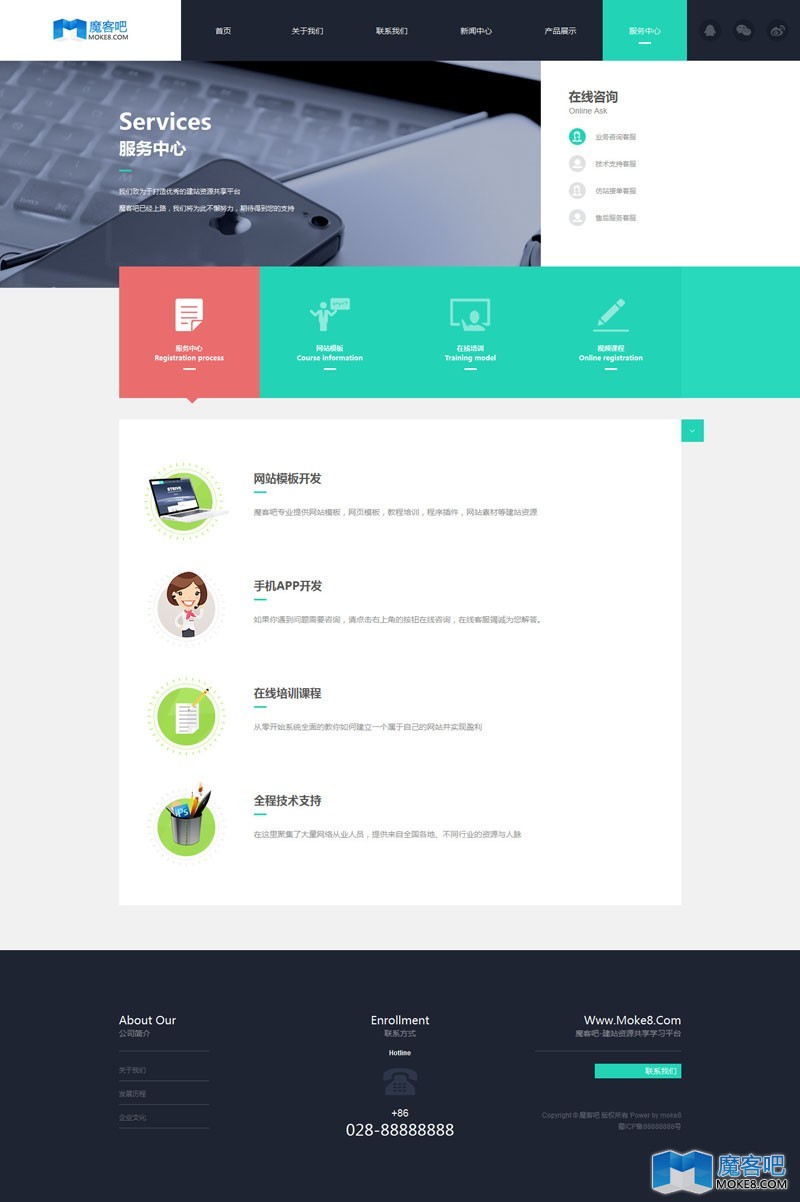 魔客吧
MOKE8.COM
首页
关于我们
联系我们
新闻中心
产品展示
服务中心
Services
服务中心
我们致力于打造优秀的建站资源共享平台
魔客吧已经上路，我们将为此不懈努力，期待得到您的支持
在线咨询
Online Ask
业务咨询客服
技术支持客服
仿站接单客服
售后服务客服
服务中心
Registration process
网站模板
Course information
在线培训
Training model
视频课程
Online registration
网站模板开发
魔客吧专业提供网站模板，网页模板，教程培训，程序插件，网站素材等建站资源
手机APP开发
如果你遇到问题需要咨询，请点击右上角的按钮在线咨询，在线客服竭诚为您解答。
在线培训课程
从零开始系统全面的教你如何建立一个属于自己的网站并实现盈利
全程技术支持
在这里聚集了大量网络从业人员，提供来自全国各地、不同行业的资源与人脉
About Our
公司简介
关于我们
发展历程
企业文化
Enrollment
联系方式
Hotline
+86
028-88888888
Www.Moke8.Com
魔客吧-建站资源共享学习平台
联系我们
Copyright © 魔客吧 版权所有 Power by moke8
蜀ICP备88888888号
魔客吧
MOKE8.COM